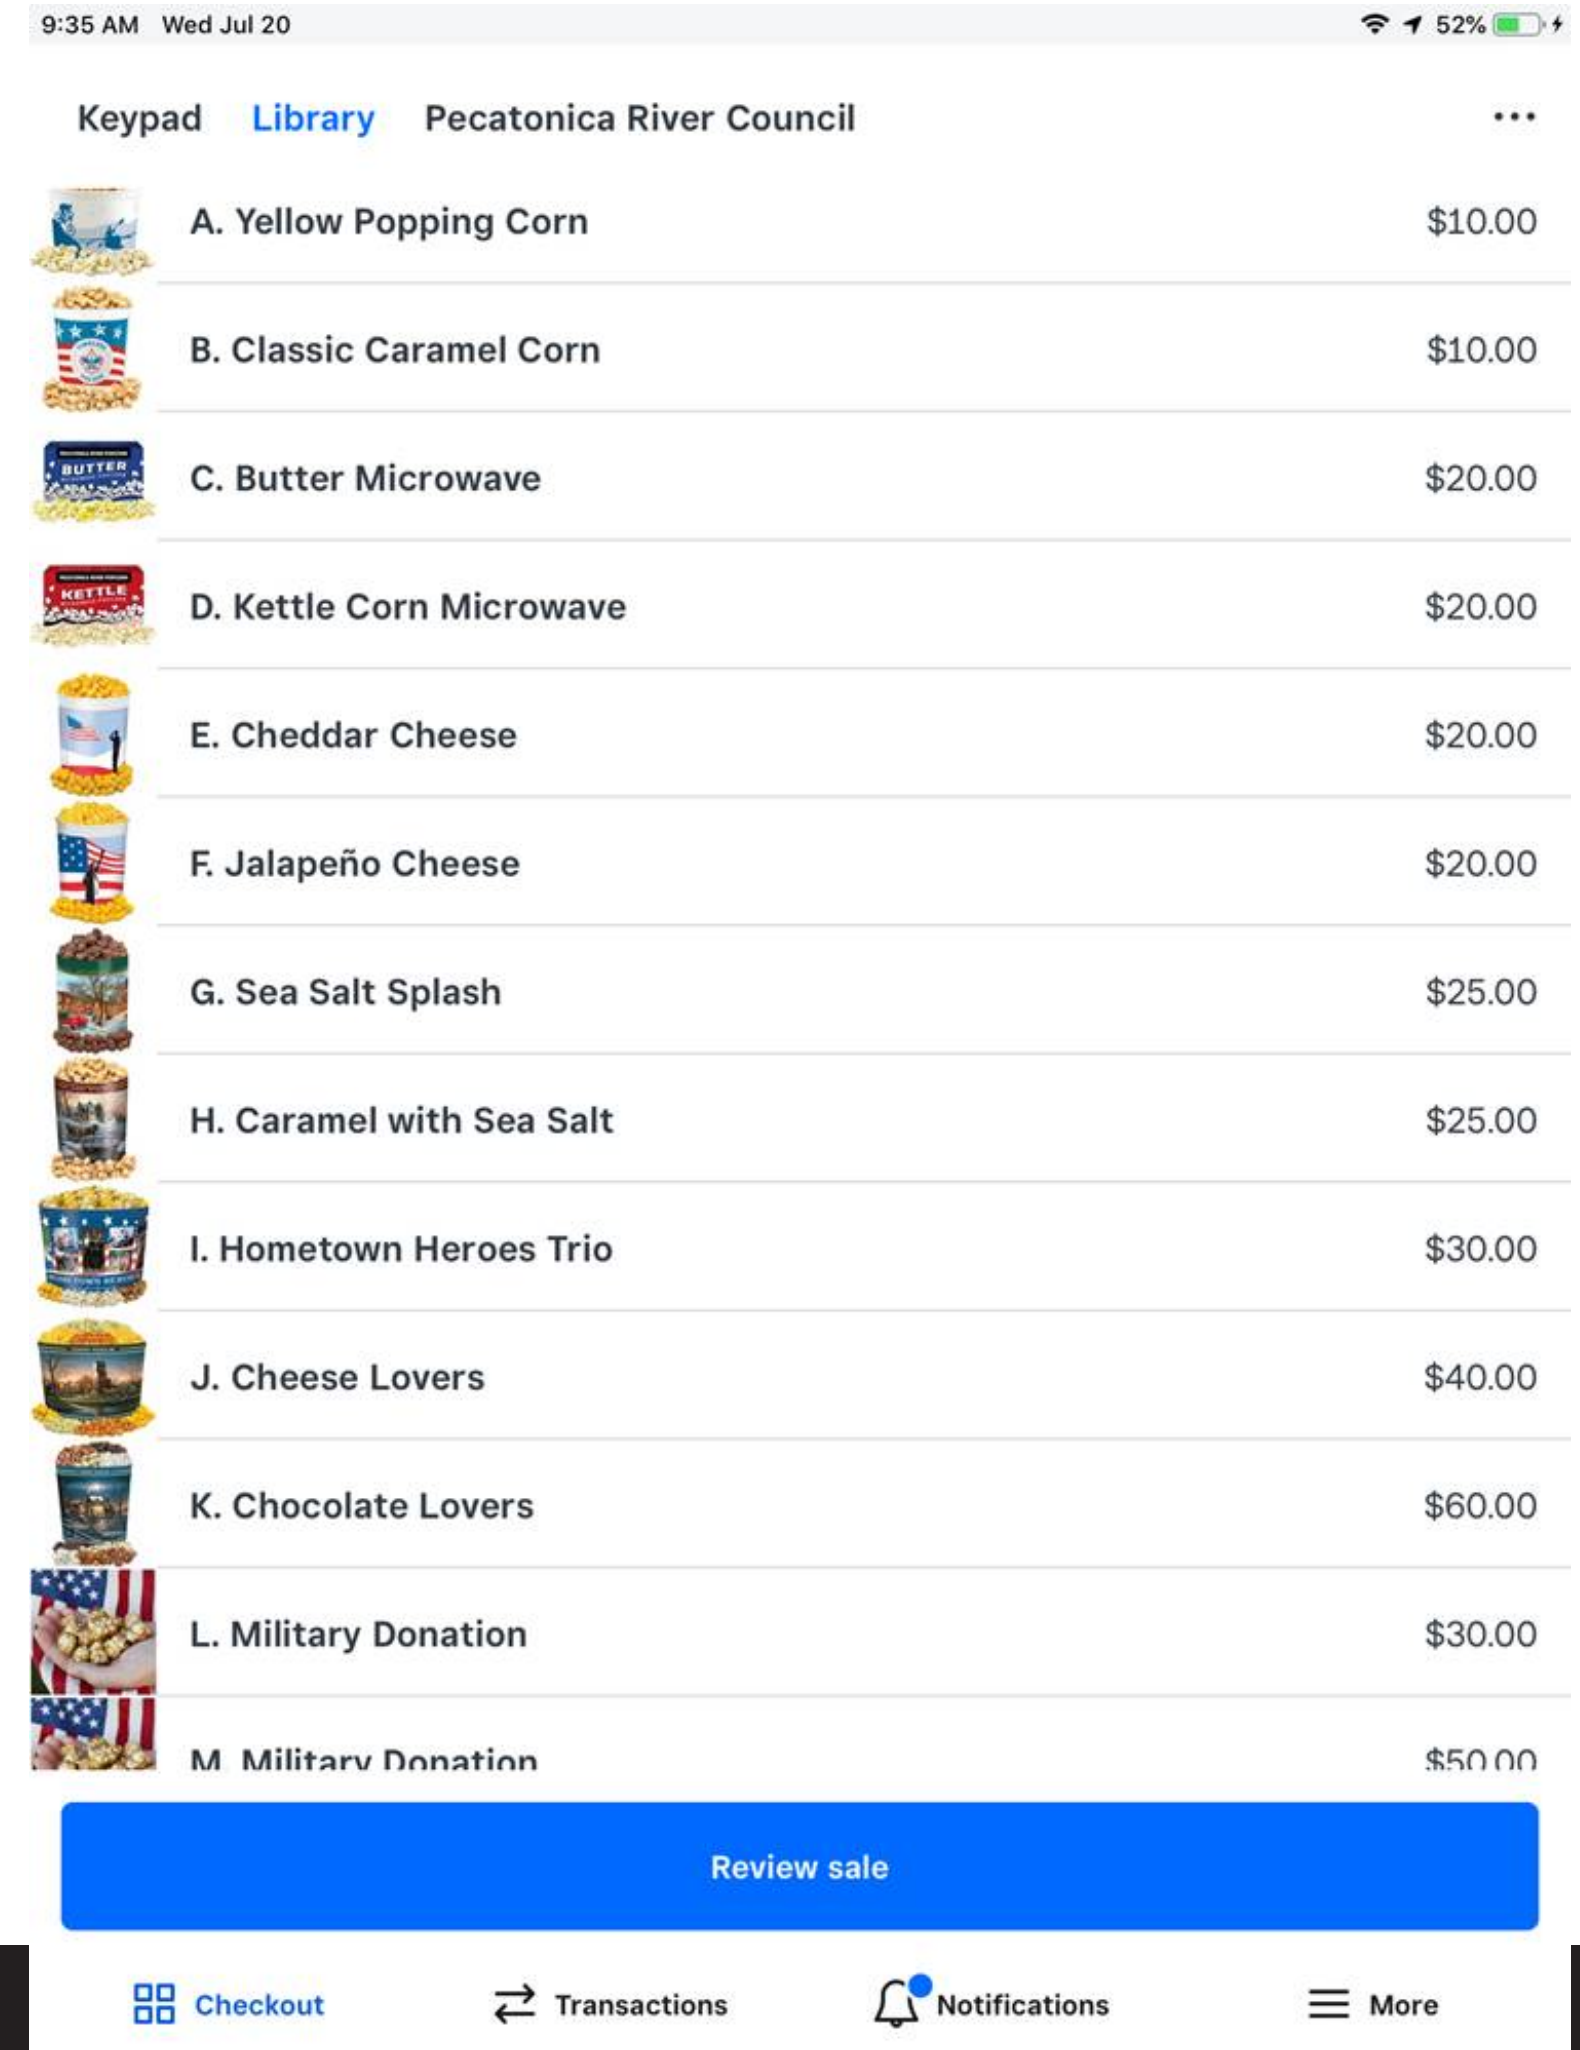 9:35 AM Wed Jul 20 52%
Keypad Library Pecatonica River Council
A. Yellow Popping Corn $10.00
B. Classic Caramel Corn $10.00
BUTTER
C. Butter Microwave $20.00
KETTLE
D. Kettle Corn Microwave $20.00
E. Cheddar Cheese $20.00
F. Jalapeño Cheese $20.00
G. Sea Salt Splash $25.00
H. Caramel with Sea Salt $25.00
I. Hometown Heroes Trio $30.00
J. Cheese Lovers $40.00
K. Chocolate Lovers $60.00
L. Military Donation $30.00
M. Military Donation $50.00
Review sale
Checkout Transactions Notifications More